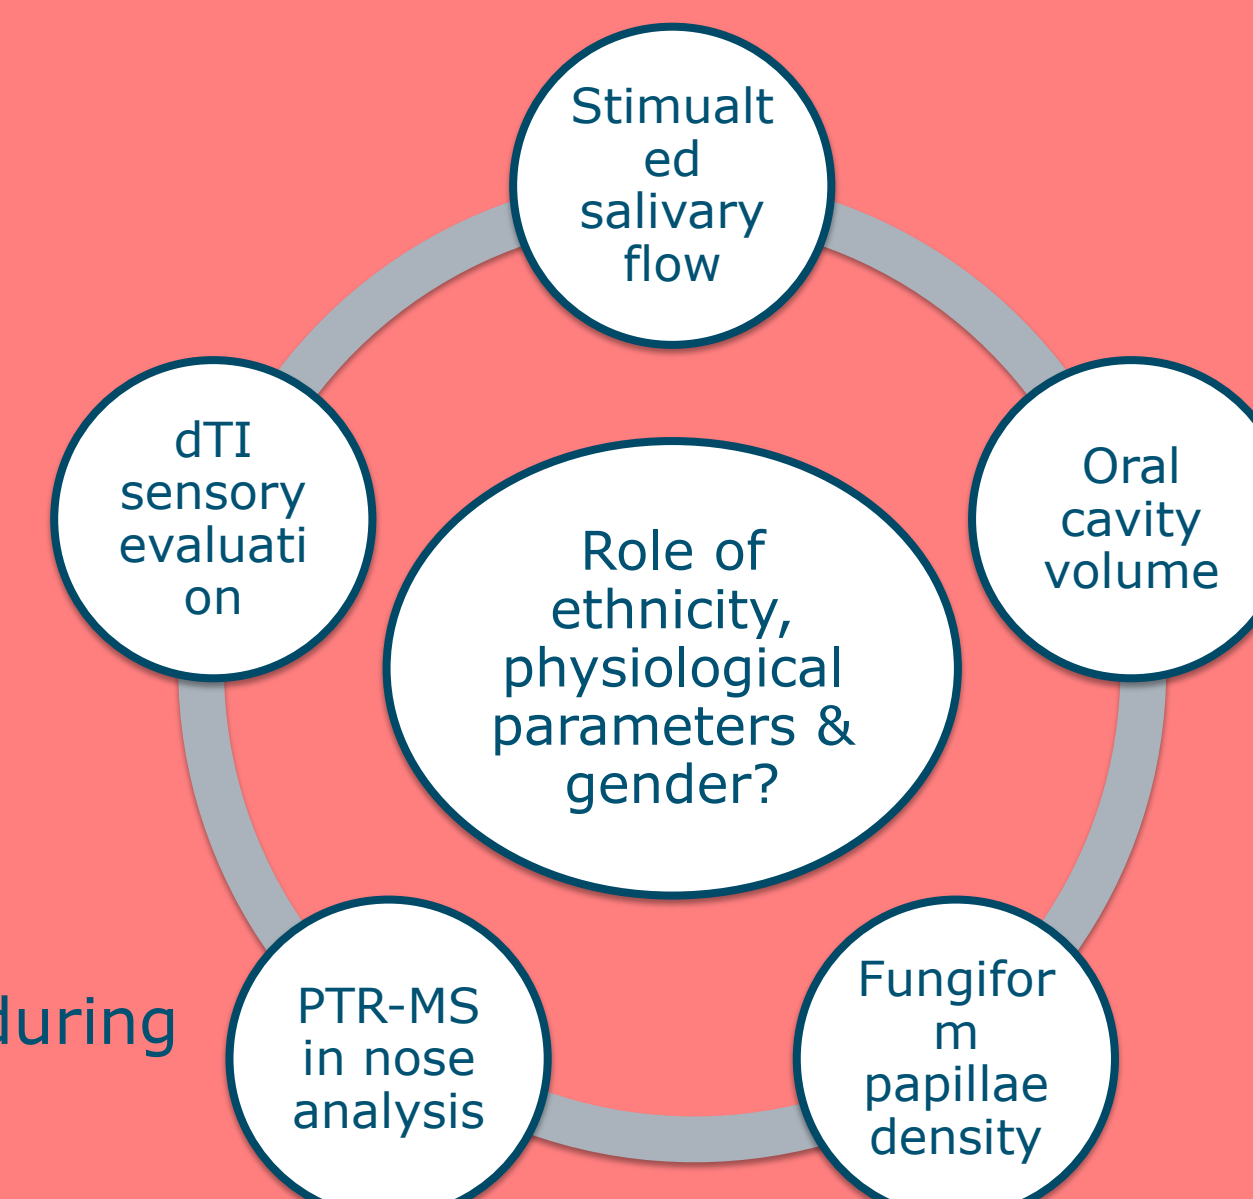 Stimualt
ed
salivary
flow
dTI
sensory
evaluati
on
Oral
cavity
volume
Role of
ethnicity,
physiological
parameters &
gender?
during
PTR-MS
in nose
analysis
Fungifor
m
papillae
density